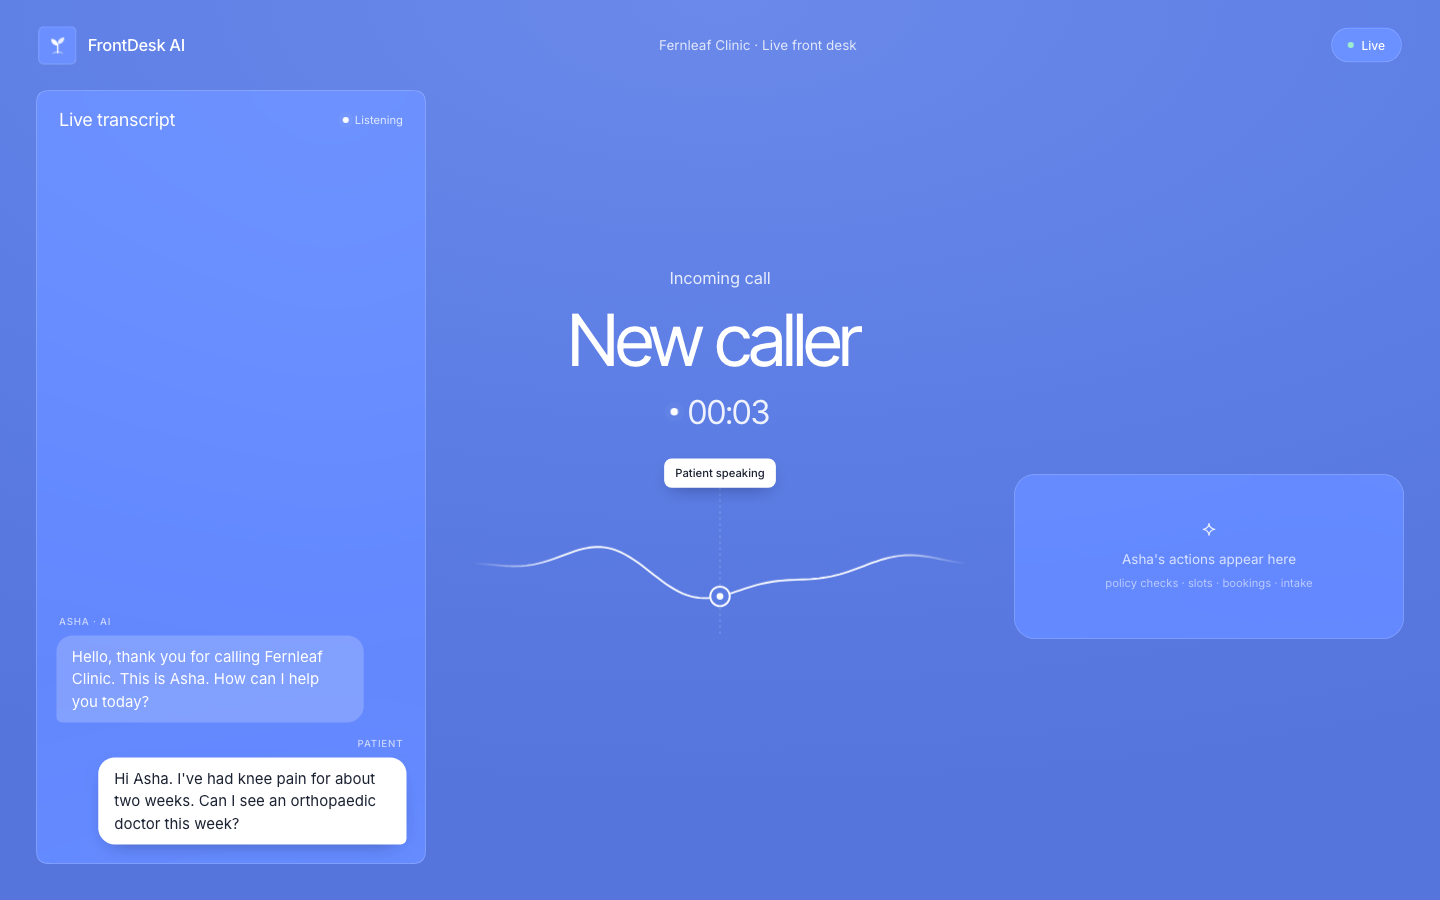 FrontDesk AI
Fernleaf Clinic · Live front desk
Live
Live transcript
Listening
ASHA · AI
Hello, thank you for calling Fernleaf
Clinic. This is Asha. How can I help
you today?
PATIENT
Hi Asha. I've had knee pain for about
two weeks. Can I see an orthopaedic
doctor this week?
Incoming call
New caller
00:03
Patient speaking
Asha's actions appear here
policy checks · slots · bookings · intake